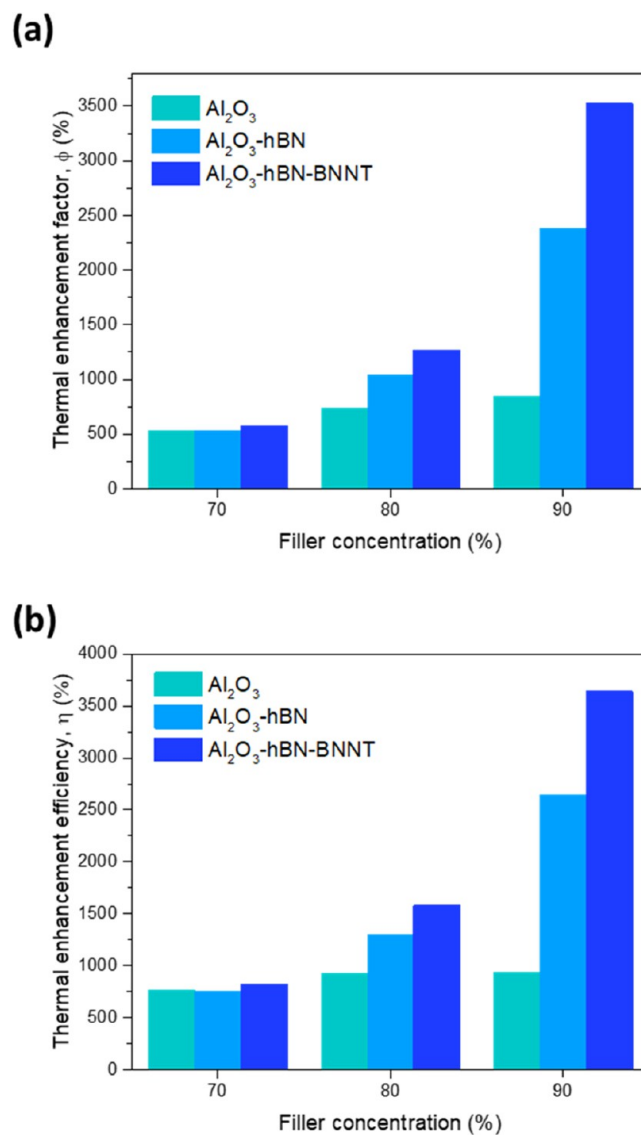 (a)
Thermal enhancement factor, ϕ (%)
3500
3000
2500
2000
1500
1000
500
0
Al₂O₃
Al₂O₃-hBN
Al₂O₃-hBN-BNNT
70 80 90
Filler concentration (%)
(b)
Thermal enhancement efficiency, η (%)
4000
3500
3000
2500
2000
1500
1000
500
0
Al₂O₃
Al₂O₃-hBN
Al₂O₃-hBN-BNNT
70 80 90
Filler concentration (%)